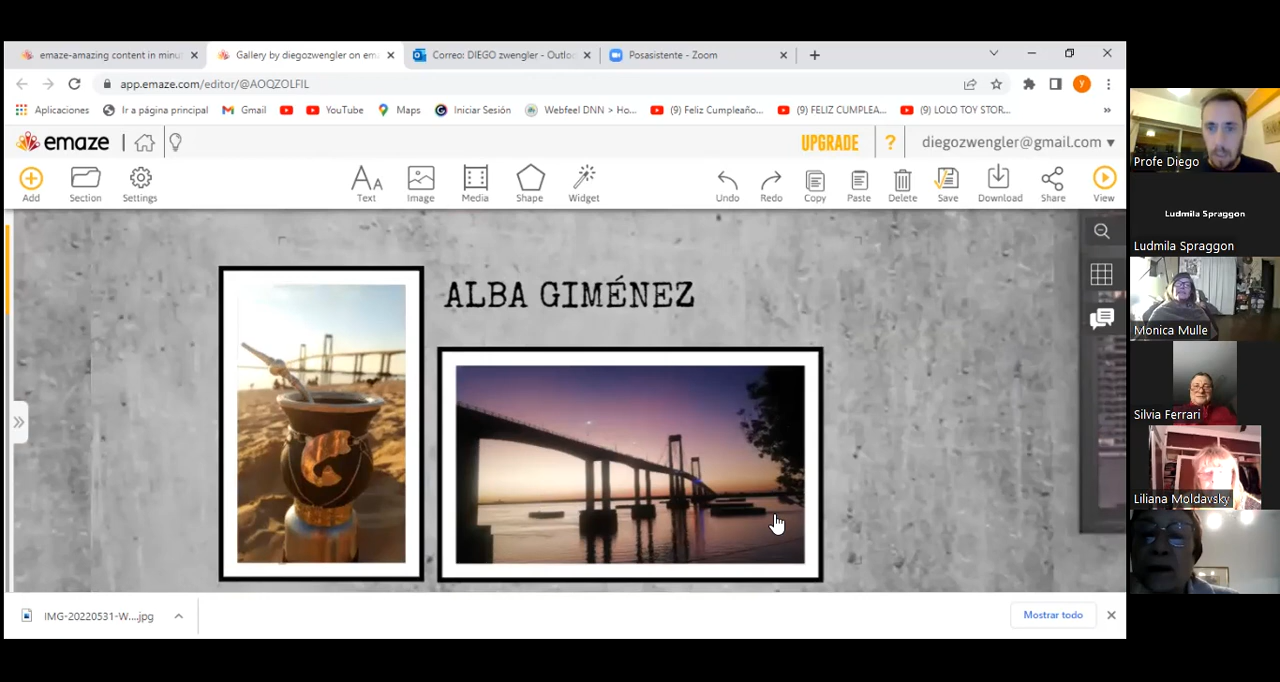 emaze-amazing content in minu
Gallery by diegozwengler on em
Correo: DIEGO zwengler - Outlo
Posasistente - Zoom
app.emaze.com/editor/@AOQZOLFIL
y
Aplicaciones
Ir a página principal
Gmail
YouTube
Maps
Iniciar Sesión
Webfeel DNN > Ho...
(9) Feliz Cumpleaño...
(9) FELIZ CUMPLEA...
(9) LOLO TOY STOR...
»
emaze
UPGRADE
?
diegozwengler@gmail.com
Add
Section
Settings
Text
Image
Media
Shape
Widget
Undo
Redo
Copy
Paste
Delete
Save
Download
Share
View
ALBA GIMÉNEZ
IMG-20220531-W....jpg
Mostrar todo
Profe Diego
Ludmila Spraggon
Ludmila Spraggon
Monica Mulle
Silvia Ferrari
Liliana Moldavsky